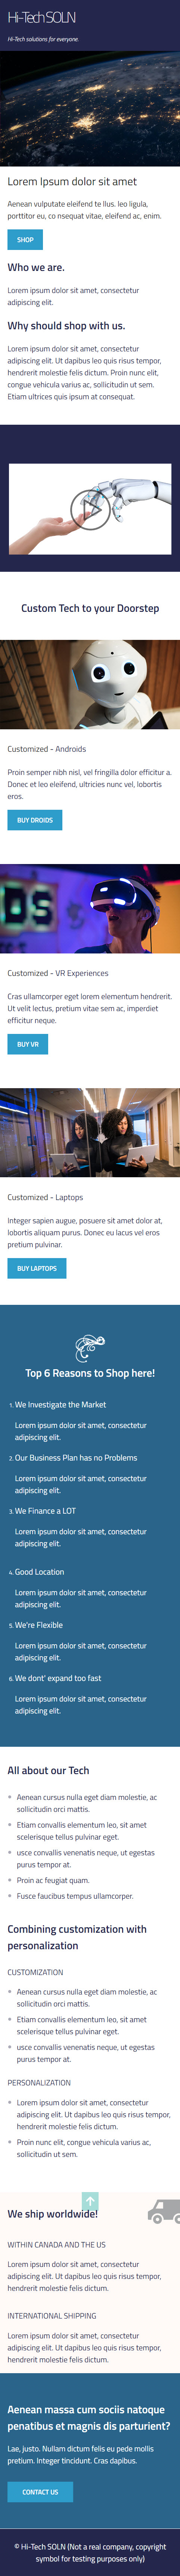 Hi-Tech SOLN
Hi-Tech solutions for everyone.
Lorem Ipsum dolor sit amet
Aenean vulputate eleifend te llus. leo ligula,
porttitor eu, co nsequat vitae, eleifend ac, enim.
SHOP
Who we are.
Lorem ipsum dolor sit amet, consectetur
adipiscing elit.
Why should shop with us.
Lorem ipsum dolor sit amet, consectetur
adipiscing elit. Ut dapibus leo quis risus tempor,
hendrerit molestie felis dictum. Proin nunc elit,
congue vehicula varius ac, sollicitudin ut sem.
Etiam ultrices quis ipsum at consequat.
Custom Tech to your Doorstep
Customized - Androids
Proin semper nibh nisl, vel fringilla dolor efficitur a.
Donec et leo eleifend, ultricies nunc vel, lobortis
eros.
BUY DROIDS
Customized - VR Experiences
Cras ullamcorper eget lorem elementum hendrerit.
Ut velit lectus, pretium vitae sem ac, imperdiet
efficitur neque.
BUY VR
Customized - Laptops
Integer sapien augue, posuere sit amet dolor at,
lobortis aliquam purus. Donec eu lacus vel eros
pretium pulvinar.
BUY LAPTOPS
Top 6 Reasons to Shop here!
1. We Investigate the Market
Lorem ipsum dolor sit amet, consectetur
adipiscing elit.
2. Our Business Plan has no Problems
Lorem ipsum dolor sit amet, consectetur
adipiscing elit.
3. We Finance a LOT
Lorem ipsum dolor sit amet, consectetur
adipiscing elit.
4. Good Location
Lorem ipsum dolor sit amet, consectetur
adipiscing elit.
5. We're Flexible
Lorem ipsum dolor sit amet, consectetur
adipiscing elit.
6. We dont' expand too fast
Lorem ipsum dolor sit amet, consectetur
adipiscing elit.
All about our Tech
Aenean cursus nulla eget diam molestie, ac
sollicitudin orci mattis.
Etiam convallis elementum leo, sit amet
scelerisque tellus pulvinar eget.
usce convallis venenatis neque, ut egestas
purus tempor at.
Proin ac feugiat quam.
Fusce faucibus tempus ullamcorper.
Combining customization with
personalization
CUSTOMIZATION
Aenean cursus nulla eget diam molestie, ac
sollicitudin orci mattis.
Etiam convallis elementum leo, sit amet
scelerisque tellus pulvinar eget.
usce convallis venenatis neque, ut egestas
purus tempor at.
PERSONALIZATION
Lorem ipsum dolor sit amet, consectetur
adipiscing elit. Ut dapibus leo quis risus tempor,
hendrerit molestie felis dictum.
Proin nunc elit, congue vehicula varius ac,
sollicitudin ut sem.
We ship worldwide!
WITHIN CANADA AND THE US
Lorem ipsum dolor sit amet, consectetur
adipiscing elit. Ut dapibus leo quis risus tempor,
hendrerit molestie felis dictum.
INTERNATIONAL SHIPPING
Lorem ipsum dolor sit amet, consectetur
adipiscing elit. Ut dapibus leo quis risus tempor,
hendrerit molestie felis dictum.
Aenean massa cum sociis natoque
penatibus et magnis dis parturient?
Lae, justo. Nullam dictum felis eu pede mollis
pretium. Integer tincidunt. Cras dapibus.
CONTACT US
© Hi-Tech SOLN (Not a real company, copyright
symbol for testing purposes only)